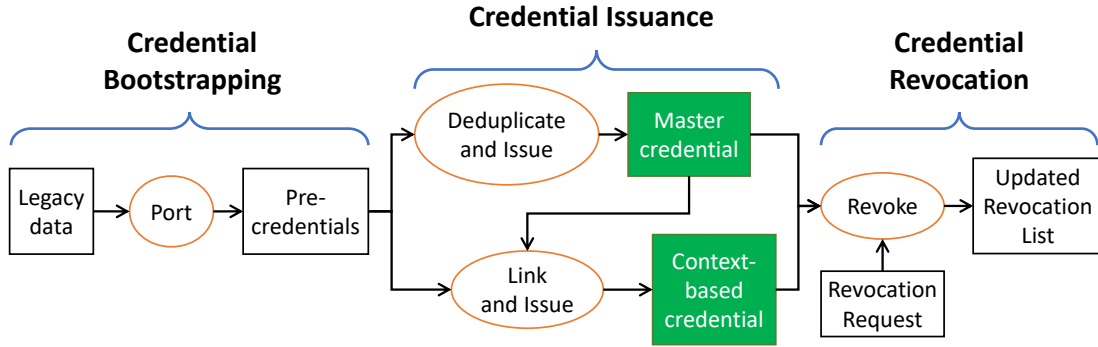 Credential
Bootstrapping
Credential Issuance
Credential
Revocation
Legacy
data
Port
Pre-
credentials
Deduplicate
and Issue
Master
credential
Link
and Issue
Context-
based
credential
Revoke
Revocation
Request
Updated
Revocation
List